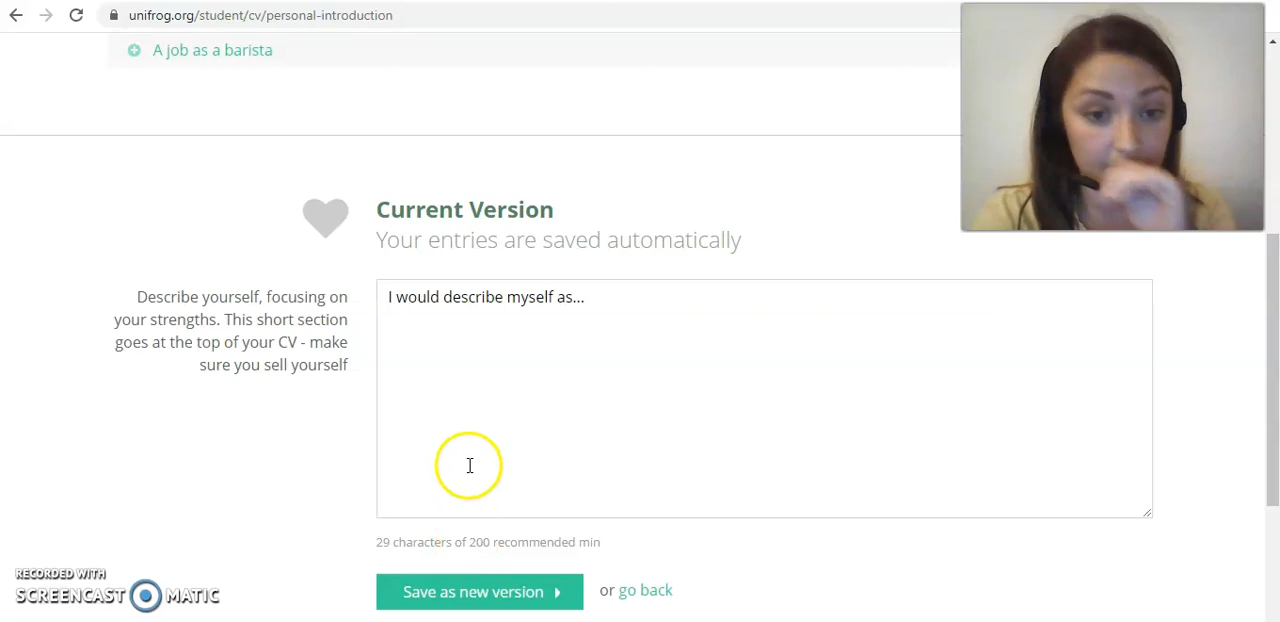 unifrog.org/student/cv/personal-introduction
A job as a barista
Current Version
Your entries are saved automatically
Describe yourself, focusing on
your strengths. This short section
goes at the top of your CV - make
sure you sell yourself
I would describe myself as...
29 characters of 200 recommended min
Save as new version
or go back
RECORDED WITH
SCREENCAST MATIC